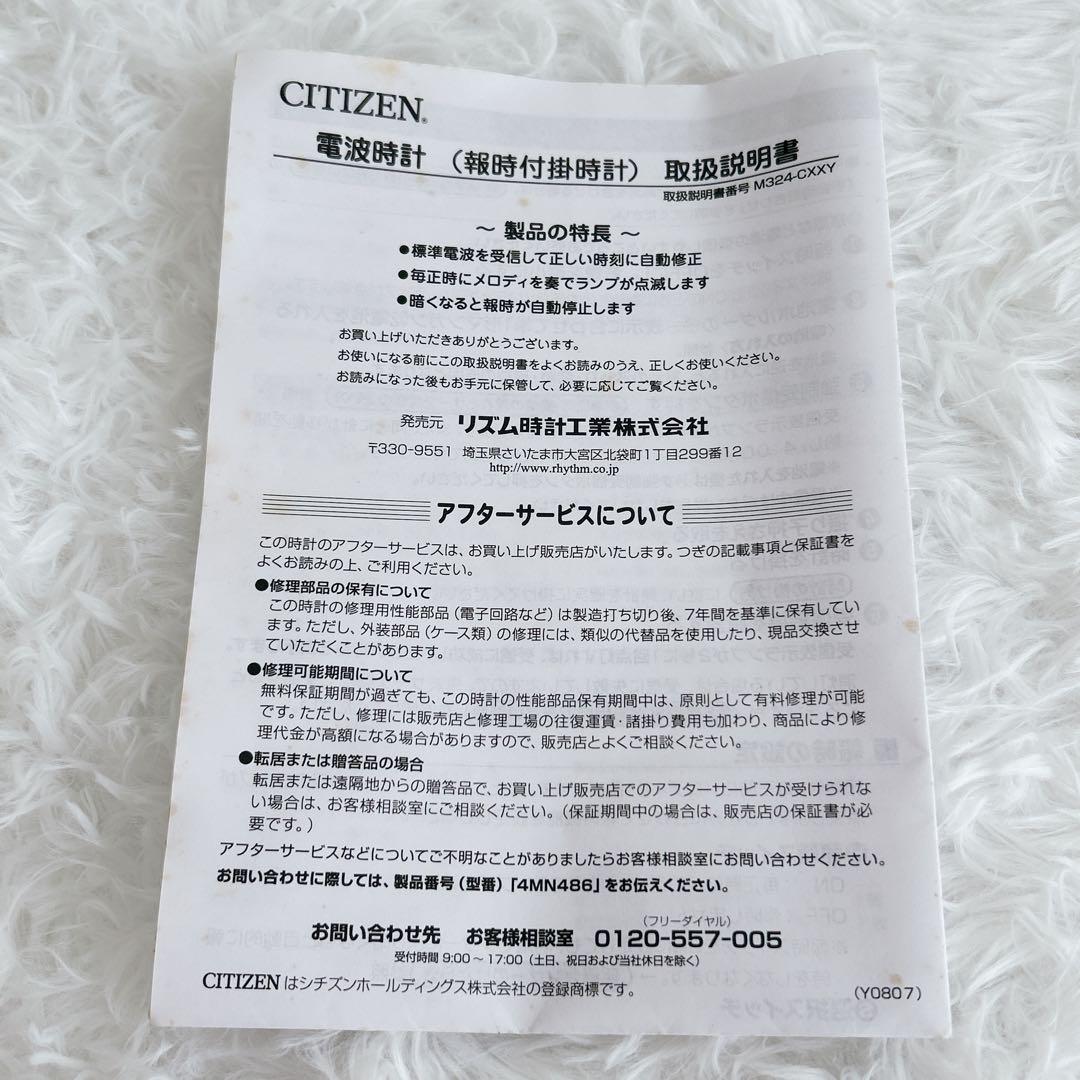 CITIZEN®
電波時計 （報時付掛時計） 取扱説明書
取扱説明書番号 M324-CXXY
～ 製品の特長 ～
●標準電波を受信して正しい時刻に自動修正
●毎正時にメロディを奏でランプが点滅します
●暗くなると報時が自動停止します
お買い上げいただきありがとうございます。
お使いになる前にこの取扱説明書をよくお読みのうえ、正しくお使いください。
お読みになった後もお手元に保管して、必要に応じてご覧ください。
発売元 リズム時計工業株式会社
〒330-9551 埼玉県さいたま市大宮区北袋町1丁目299番12
http://www.rhythm.co.jp
アフターサービスについて
この時計のアフターサービスは、お買い上げ販売店がいたします。つぎの記載事項と保証書を
よくお読みの上、ご利用ください。
●修理部品の保有について
この時計の修理用性能部品（電子回路など）は製造打ち切り後、7年間を基準に保有してい
ます。ただし、外装部品（ケース類）の修理には、類似の代替品を使用したり、現品交換させ
ていただくことがあります。
●修理可能期間について
無料保証期間が過ぎても、この時計の性能部品保有期間中は、原則として有料修理が可能
です。ただし、修理には販売店と修理工場の往復運賃・諸掛り費用も加わり、商品により修
理代金が高額になる場合がありますので、販売店とよくご相談ください。
●転居または贈答品の場合
転居または遠隔地からの贈答品で、お買い上げ販売店でのアフターサービスが受けられな
い場合は、お客様相談室にご相談ください。（保証期間中の場合は、販売店の保証書が必
要です。）
アフターサービスなどについてご不明なことがありましたらお客様相談室にお問い合わせください。
お問い合わせに際しては、製品番号（型番）「4MN486」をお伝えください。
（フリーダイヤル）
お問い合わせ先 お客様相談室 0120-557-005
受付時間 9:00～17:00（土日、祝日および当社休日を除く）
CITIZENはシチズンホールディングス株式会社の登録商標です。
（Y0807）